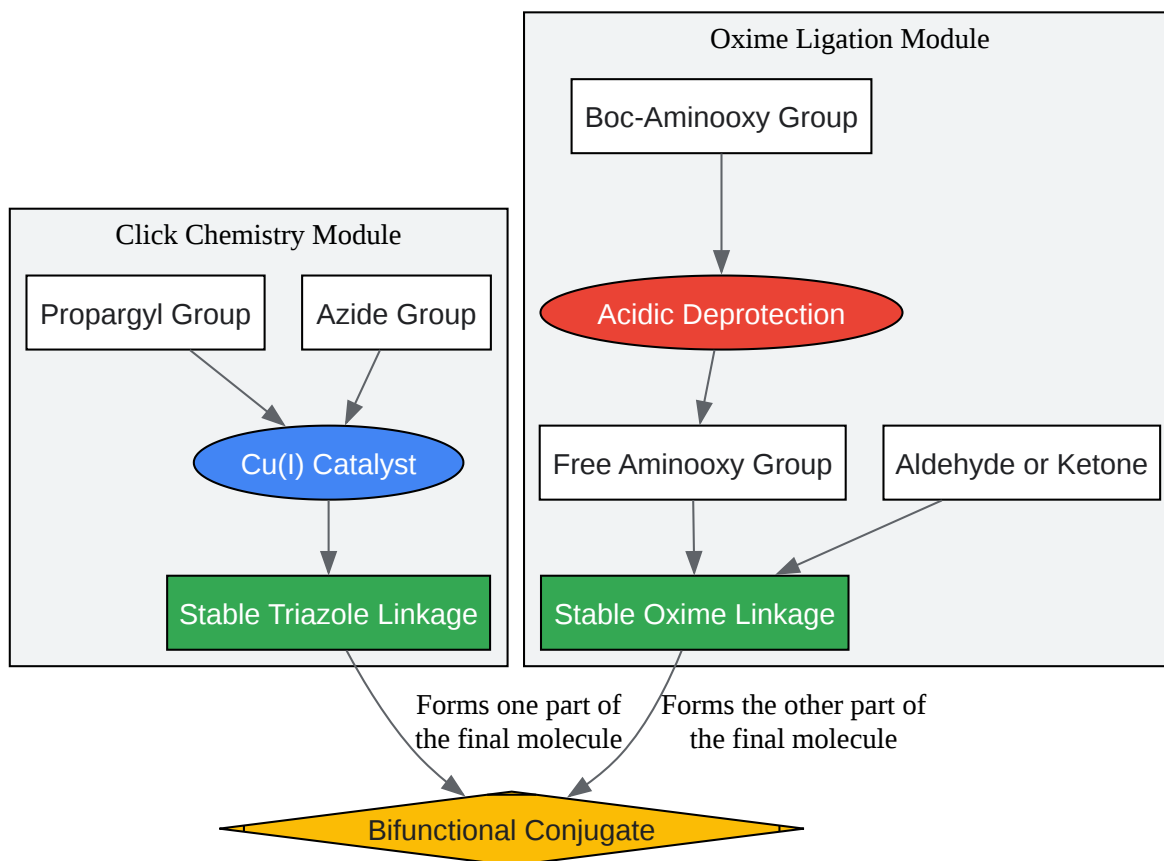 Oxime Ligation Module
Boc-Aminooxy Group
Click Chemistry Module
Propargyl Group
Azide Group
Acidic Deprotection
Cu(I) Catalyst
Free Aminooxy Group
Aldehyde or Ketone
Stable Triazole Linkage
Stable Oxime Linkage
Forms one part of
the final molecule
Forms the other part of
the final molecule
Bifunctional Conjugate